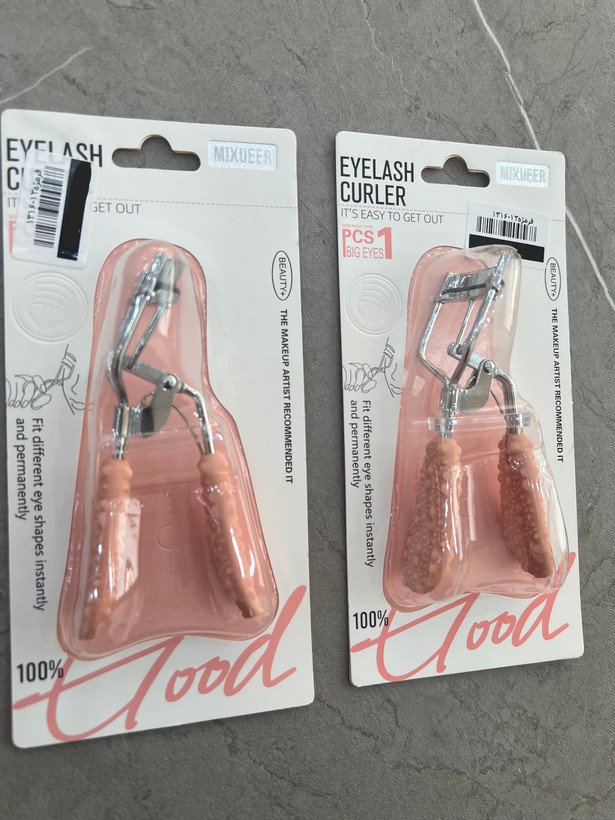 EYELASH
MIXUEER
GET OUT
BEAUTY+
THE MAKEUP ARTIST RECOMMENDED IT
Fit different eye shapes instantly
and permanently
100%
Good
EYELASH
CURLER
MIXUEER
IT'S EASY TO GET OUT
PCS 1
BIG EYES
BEAUTY+
THE MAKEUP ARTIST RECOMMENDED IT
Fit different eye shapes instantly
and permanently
100%
Good